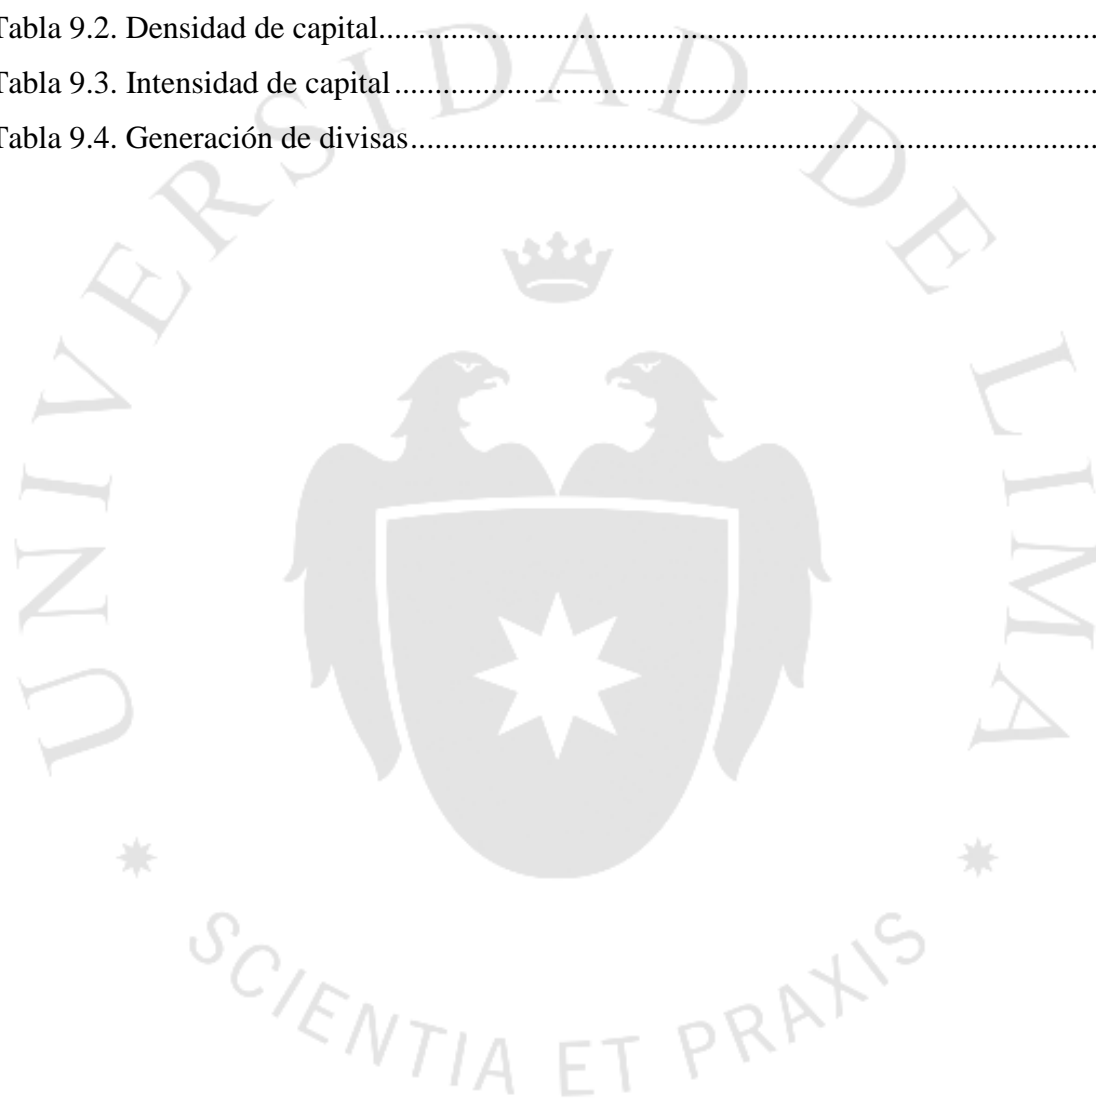 Tabla 9.2. Densidad de capital..........................................................................................
Tabla 9.3. Intensidad de capital........................................................................................
Tabla 9.4. Generación de divisas......................................................................................
UNIVERSIDAD DE LIMA
SCIENTIA ET PRAXIS